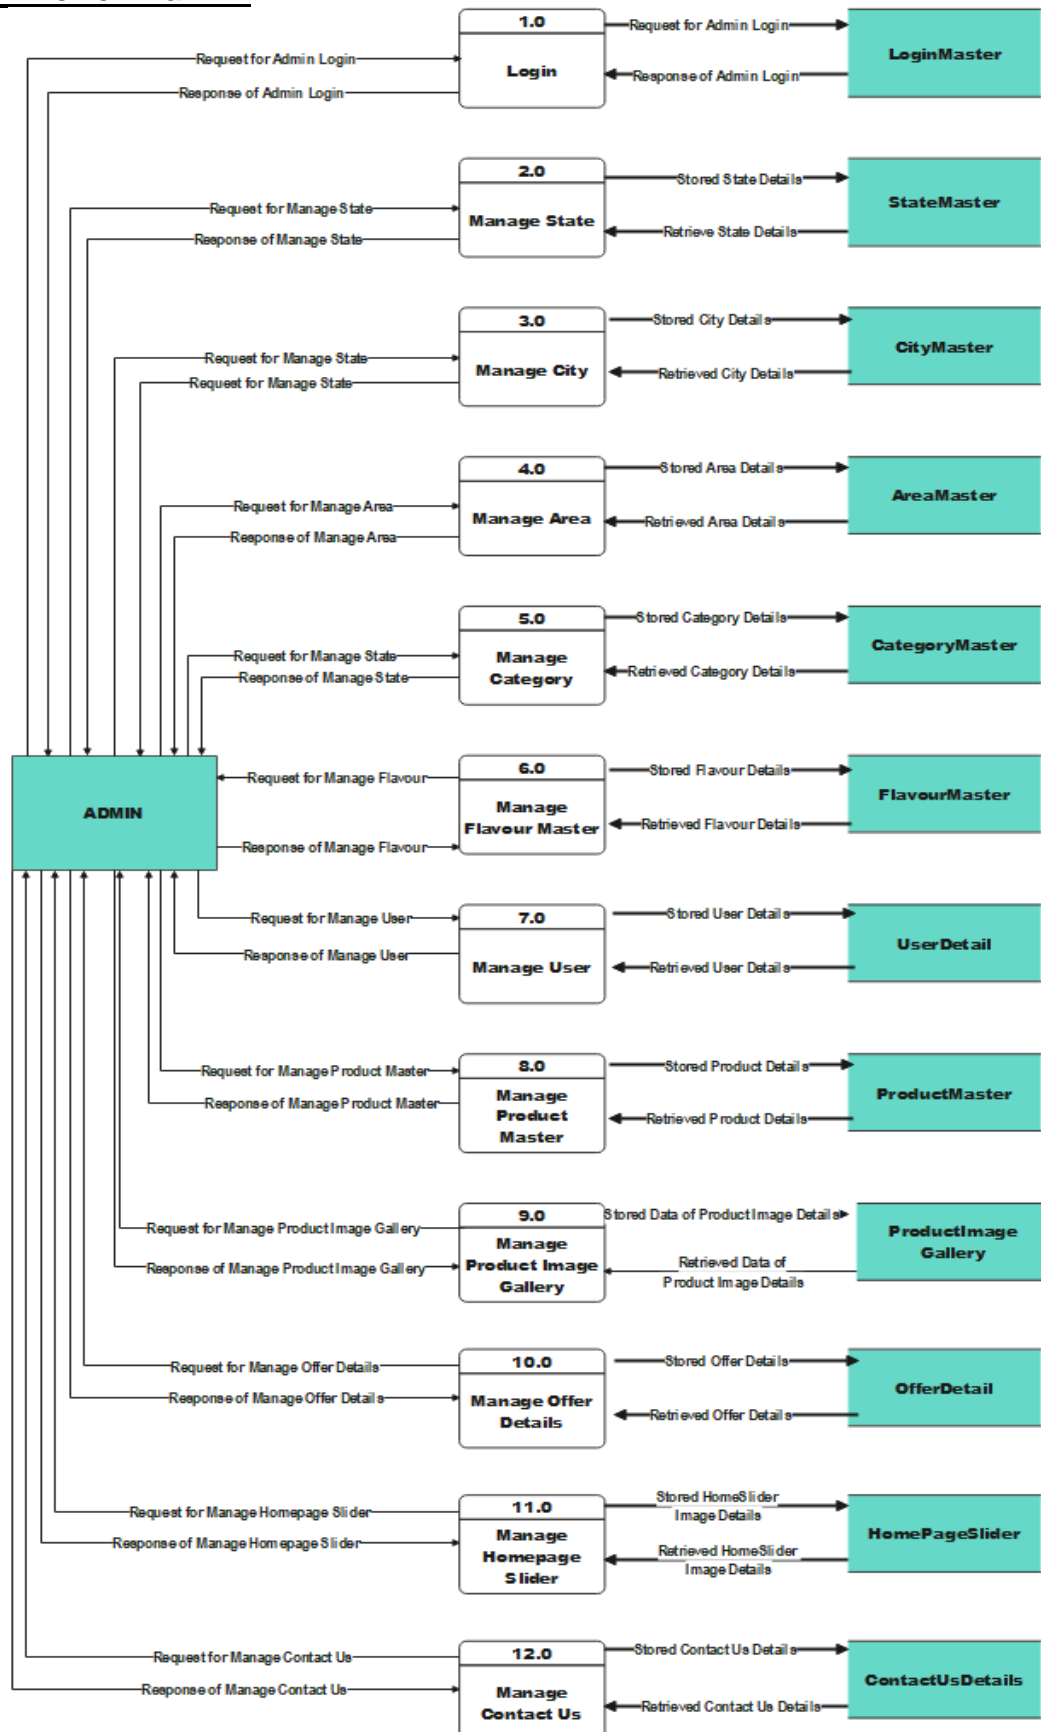 1.0
Request for Admin Login
Request for Admin Login
Login
LoginMaster
Response of Admin Login
Response of Admin Login
2.0
Stored State Details
Request for Manage State
Manage State
StateMaster
Response of Manage State
Retrieve State Details
3.0
Stored City Details
Request for Manage State
Manage City
CityMaster
Request for Manage State
Retrieved City Details
4.0
Stored Area Details
Request for Manage Area
Manage Area
AreaMaster
Response of Manage Area
Retrieved Area Details
5.0
Stored Category Details
Request for Manage State
Manage
Category
CategoryMaster
Response of Manage State
Retrieved Category Details
6.0
Stored Flavour Details
Request for Manage Flavour
ADMIN
Manage
Flavour Master
FlavourMaster
Response of Manage Flavour
Retrieved Flavour Details
7.0
Stored User Details
Request for Manage User
Manage User
UserDetail
Response of Manage User
Retrieved User Details
8.0
Stored Product Details
Request for Manage Product Master
Manage
Product
Master
ProductMaster
Response of Manage Product Master
Retrieved Product Details
9.0
Stored Data of Product Image Details
Request for Manage Product Image Gallery
Manage
Product Image
Gallery
ProductImage
Gallery
Response of Manage Product Image Gallery
Retrieved Data of
Product Image Details
10.0
Stored Offer Details
Request for Manage Offer Details
Manage Offer
Details
OfferDetail
Response of Manage Offer Details
Retrieved Offer Details
11.0
Stored HomeSlider
Image Details
Request for Manage Homepage Slider
Manage
Homepage
Slider
HomePageSlider
Response of Manage Homepage Slider
Retrieved HomeSlider
Image Details
12.0
Stored Contact Us Details
Request for Manage Contact Us
Manage
Contact Us
ContactUsDetails
Response of Manage Contact Us
Retrieved Contact Us Details